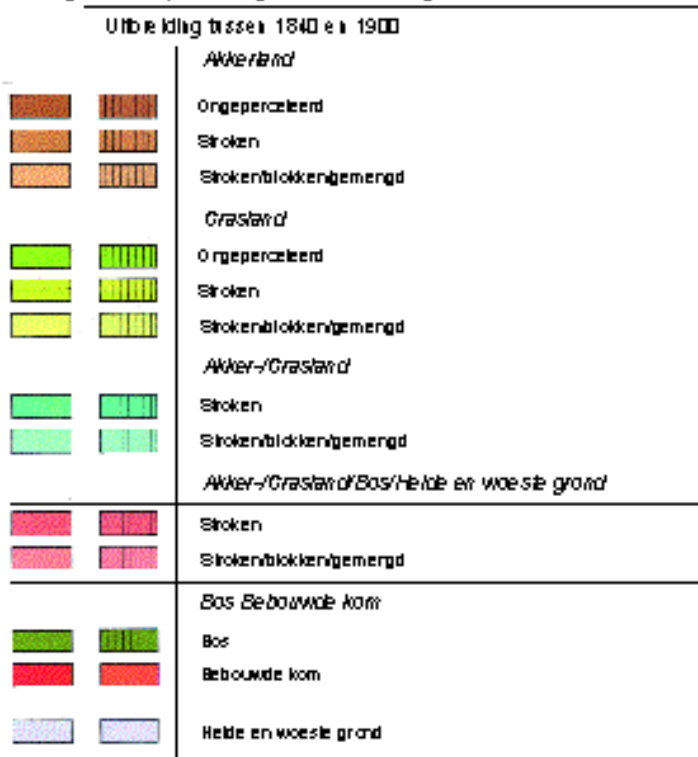 Uitbreiding tussen 1840 en 1900
Akkerland
Ongeperceleerd
Stroken
Stroken/blokken/gemengd
Grasland
Ongeperceleerd
Stroken
Stroken/blokken/gemengd
Akker-/Grasland
Stroken
Stroken/blokken/gemengd
Akker-/Grasland/Bos/Heide en woeste grond
Stroken
Stroken/blokken/gemengd
Bos Bebouwde kom
Bos
Bebouwde kom
Heide en woeste grond